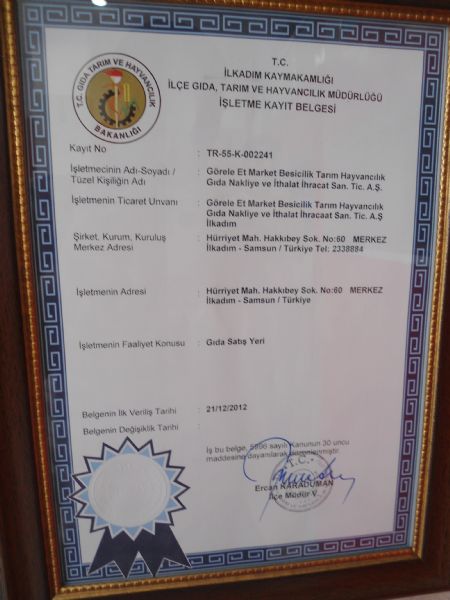 T.C. GIDA TARIM VE HAYVANCILIK
BAKANLIĞI
T.C.
İLKADIM KAYMAKAMLIĞI
İLÇE GIDA, TARIM VE HAYVANCILIK MÜDÜRLÜĞÜ
İŞLETME KAYIT BELGESİ
Kayıt No : TR-55-K-002241
İşletmecinin Adı-Soyadı / : Görele Et Market Besicilik Tarım Hayvancılık
Tüzel Kişiliğin Adı Gıda Nakliye ve İthalat İhracat San. Tic. A.Ş.
İşletmenin Ticaret Unvanı : Görele Et Market Besicilik Tarım Hayvancılık
Gıda Nakliye ve İthalat İhracaat San. Tic. A.Ş
İlkadım
Şirket, Kurum, Kuruluş : Hürriyet Mah. Hakkıbey Sok. No:60 MERKEZ
Merkez Adresi İlkadım - Samsun / Türkiye Tel: 2338884
İşletmenin Adresi : Hürriyet Mah. Hakkıbey Sok. No:60 MERKEZ
İlkadım - Samsun / Türkiye
İşletmenin Faaliyet Konusu : Gıda Satış Yeri
Belgenin İlk Veriliş Tarihi : 21/12/2012
Belgenin Değişiklik Tarihi :
İş bu belge, 5996 sayılı Kanunun 30 uncu
maddesine dayanılarak düzenlenmiştir.
T.C.
Ercan KARADUMAN
İlçe Müdür V.